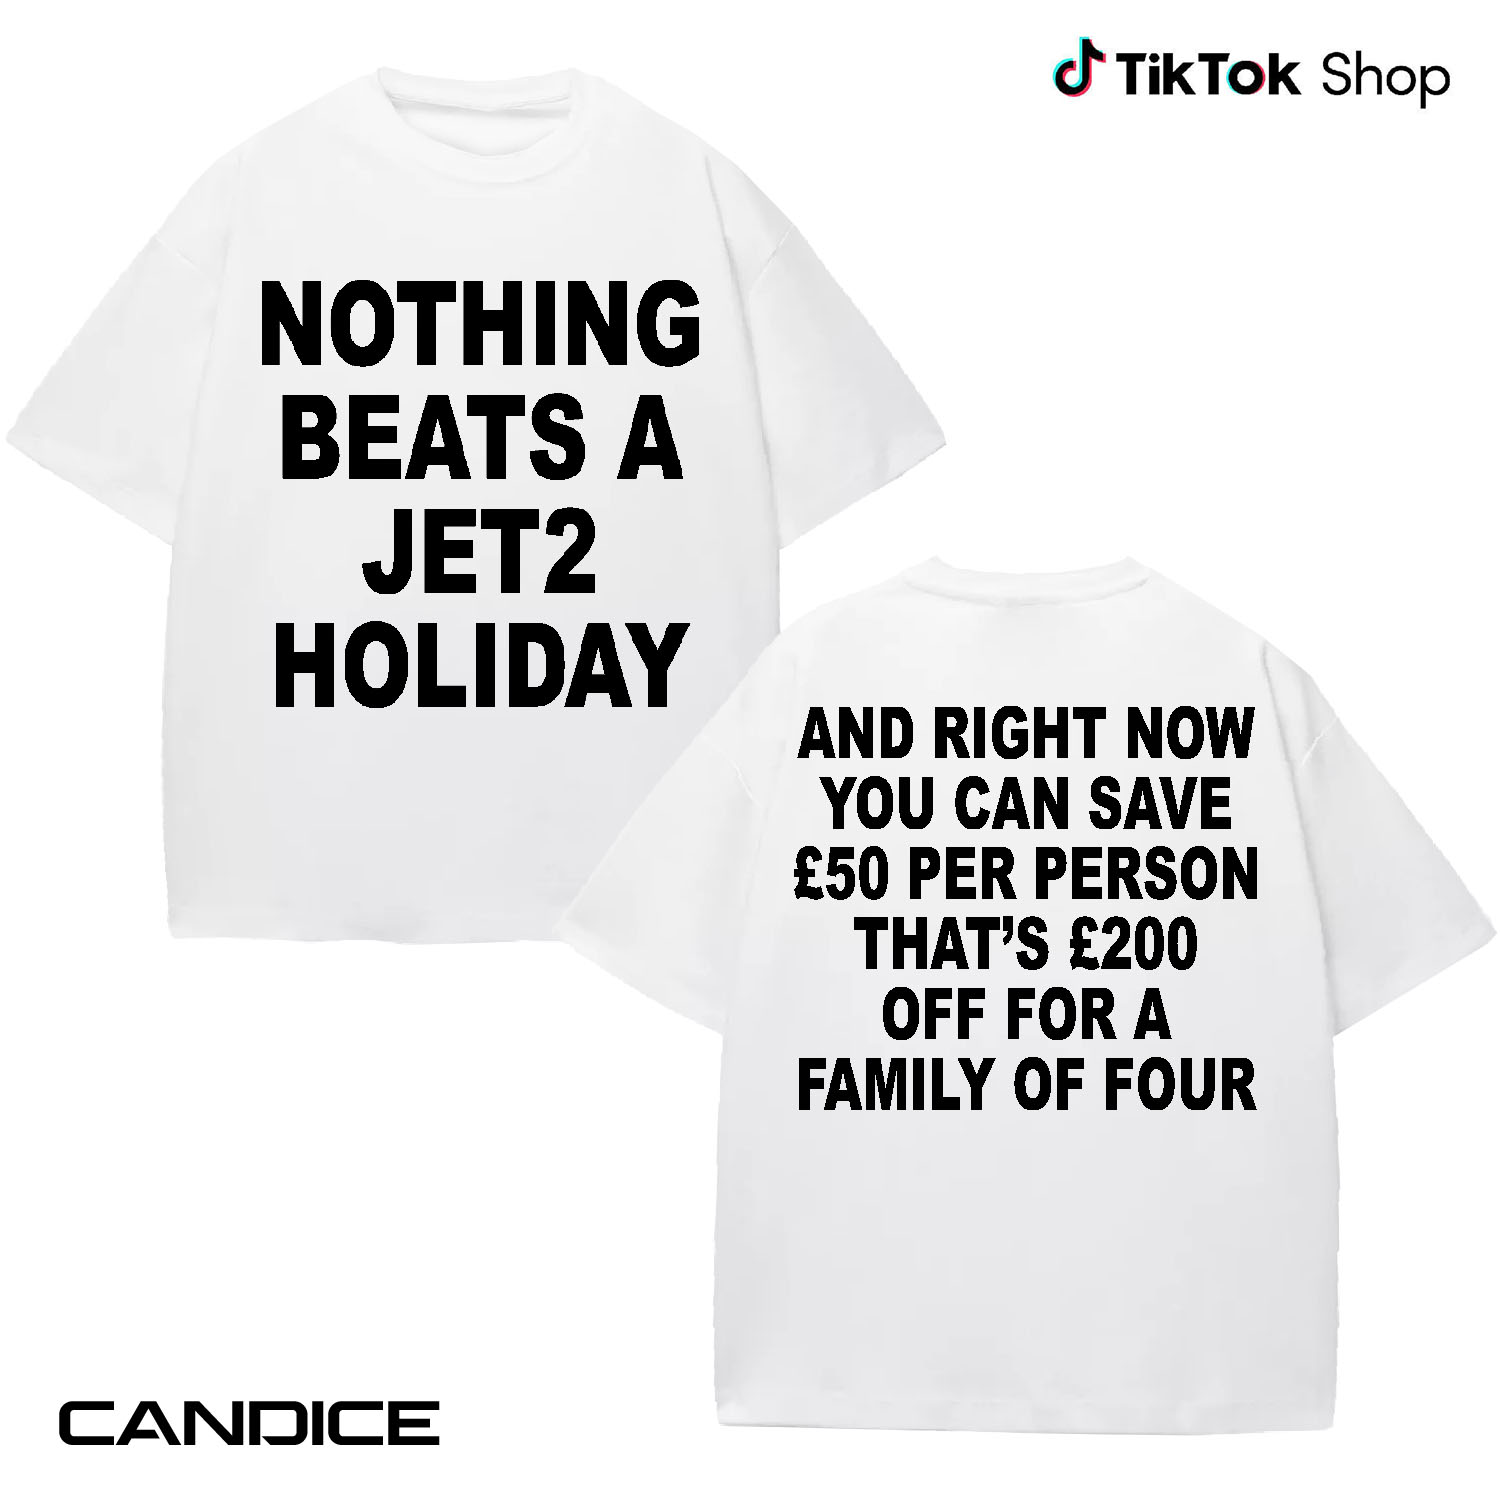 TikTok Shop
NOTHING
BEATS A
JET2
HOLIDAY
AND RIGHT NOW
YOU CAN SAVE
£50 PER PERSON
THAT’S £200
OFF FOR A
FAMILY OF FOUR
CANDICE